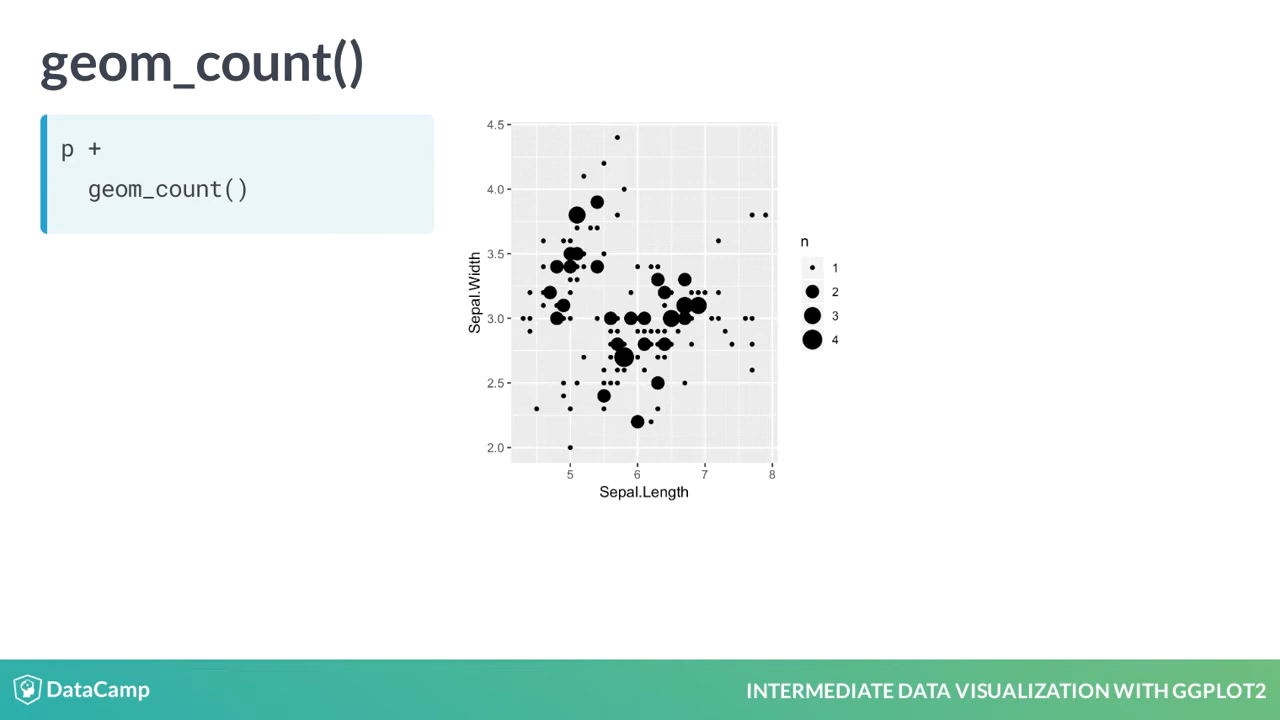 geom_count()
p +
geom_count()
4.5
4.0
3.5
3.0
2.5
2.0
Sepal.Width
5 6 7 8
Sepal.Length
n
1
2
3
4
DataCamp
INTERMEDIATE DATA VISUALIZATION WITH GGPLOT2